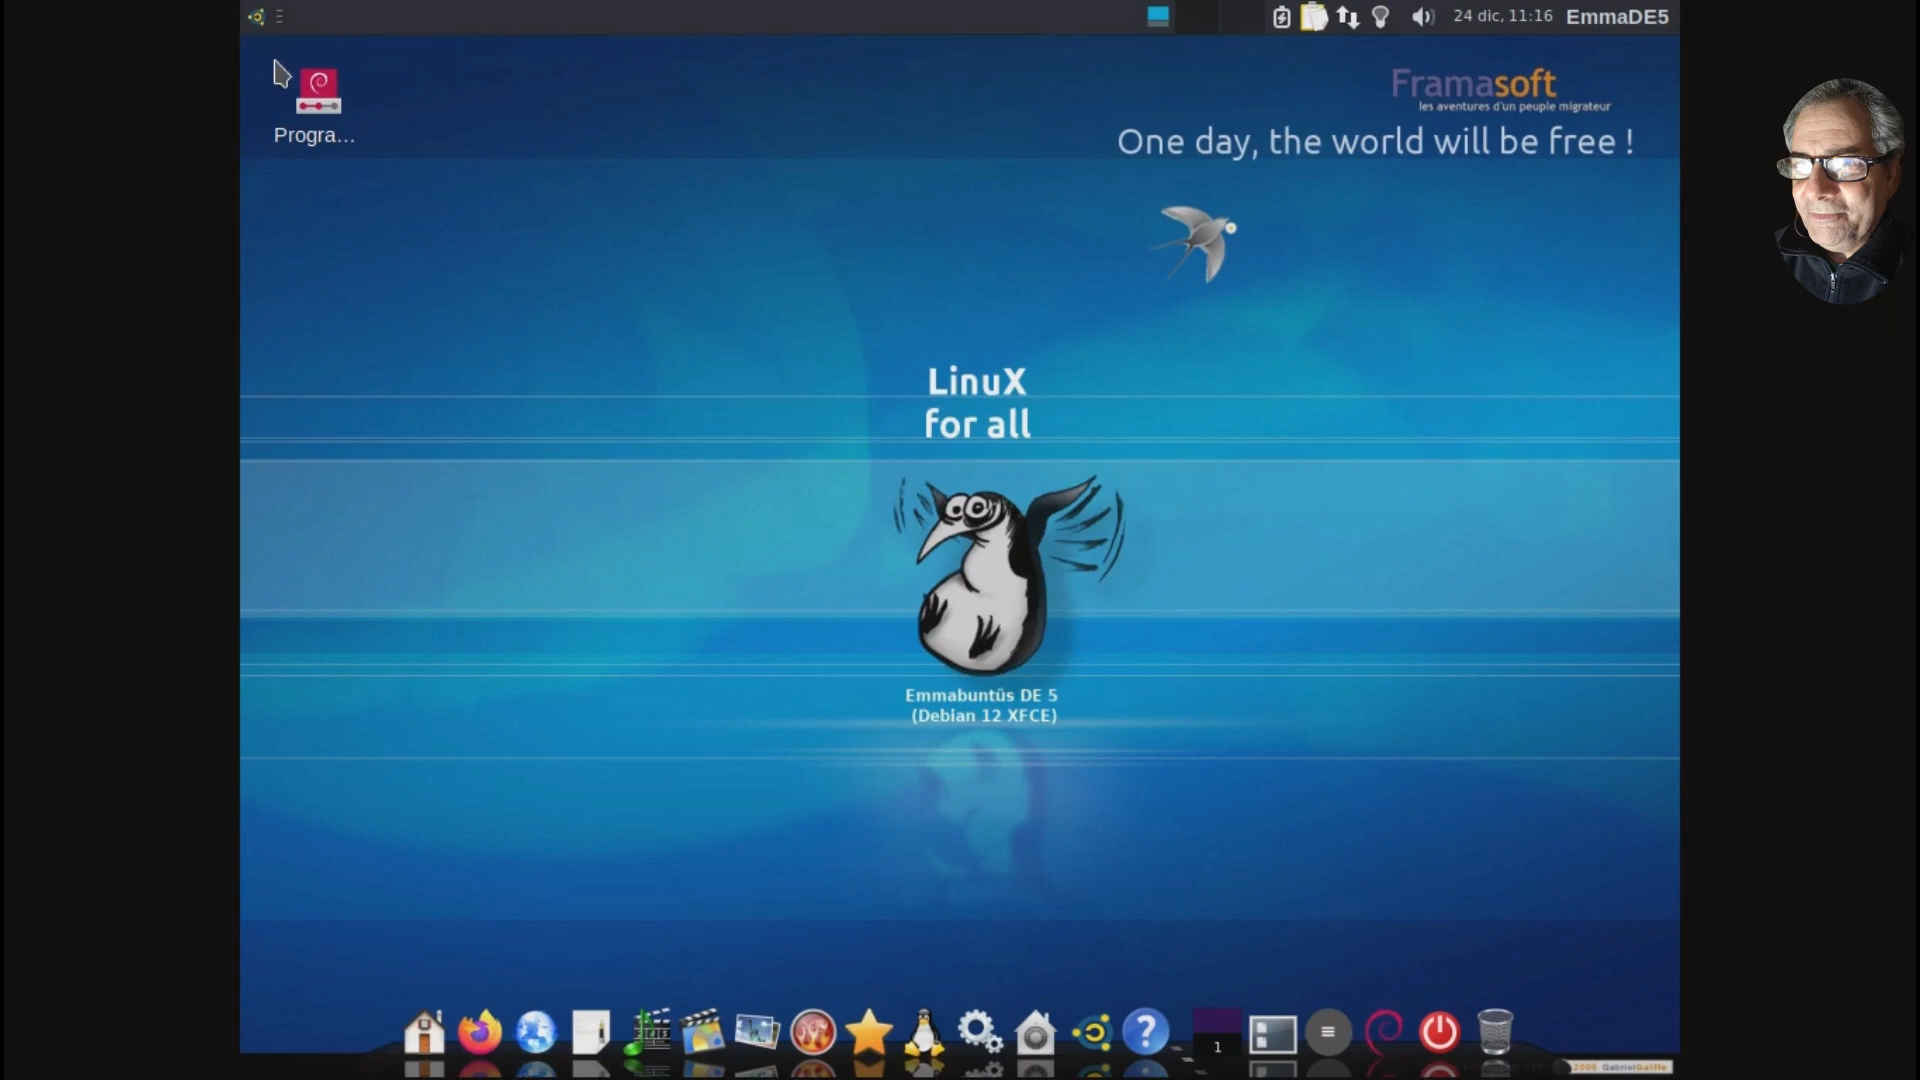 24 dic, 11:16 EmmaDE5
Progra...
Framasoft
les aventures d'un peuple migrateur
One day, the world will be free !
LinuX
for all
Emmabuntüs DE 5
(Debian 12 XFCE)
1